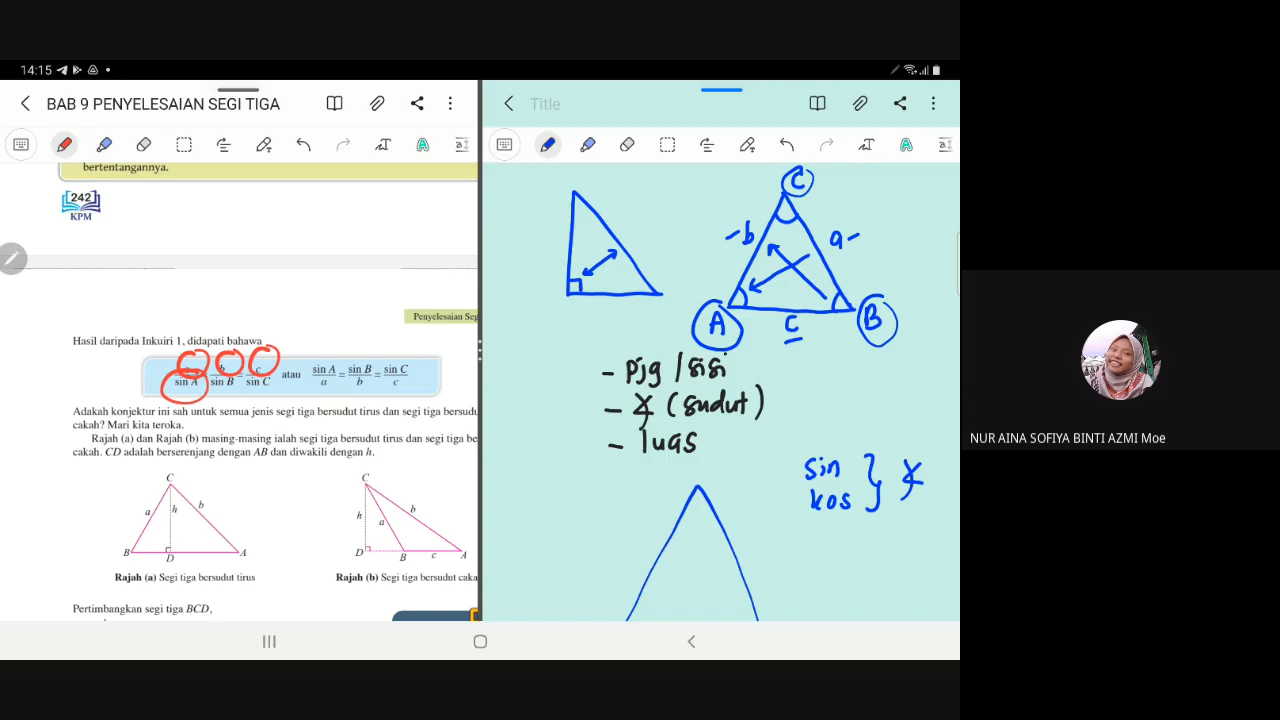 14:15
BAB 9 PENYELESAIAN SEGI TIGA
bertentangannya.
242
KPM
Penyelesaian Seg
Hasil daripada Inkuiri 1, didapati bahawa
a/sin A = b/sin B = c/sin C atau sin A/a = sin B/b = sin C/c
Adakah konjektur ini sah untuk semua jenis segi tiga bersudut tirus dan segi tiga bersudu
cakah? Mari kita teroka.
Rajah (a) dan Rajah (b) masing-masing ialah segi tiga bersudut tirus dan segi tiga be
cakah. CD adalah berserenjang dengan AB dan diwakili dengan h.
C
a
h
b
B
D
A
Rajah (a) Segi tiga bersudut tirus
C
h
a
b
D
B
c
A
Rajah (b) Segi tiga bersudut caka
Pertimbangkan segi tiga BCD,
Title
C
b
a
A
c
B
- pjg / sisi
- ∠ (sudut)
- luas
sin
kos } ∠
NUR AINA SOFIYA BINTI AZMI Moe